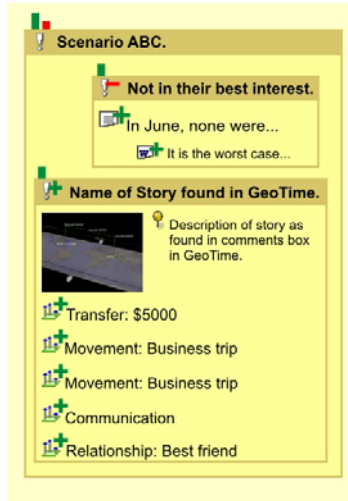 Scenario ABC.
Not in their best interest.
In June, none were...
It is the worst case...
Name of Story found in GeoTime.
Description of story as
found in comments box
in GeoTime.
Transfer: $5000
Movement: Business trip
Movement: Business trip
Communication
Relationship: Best friend